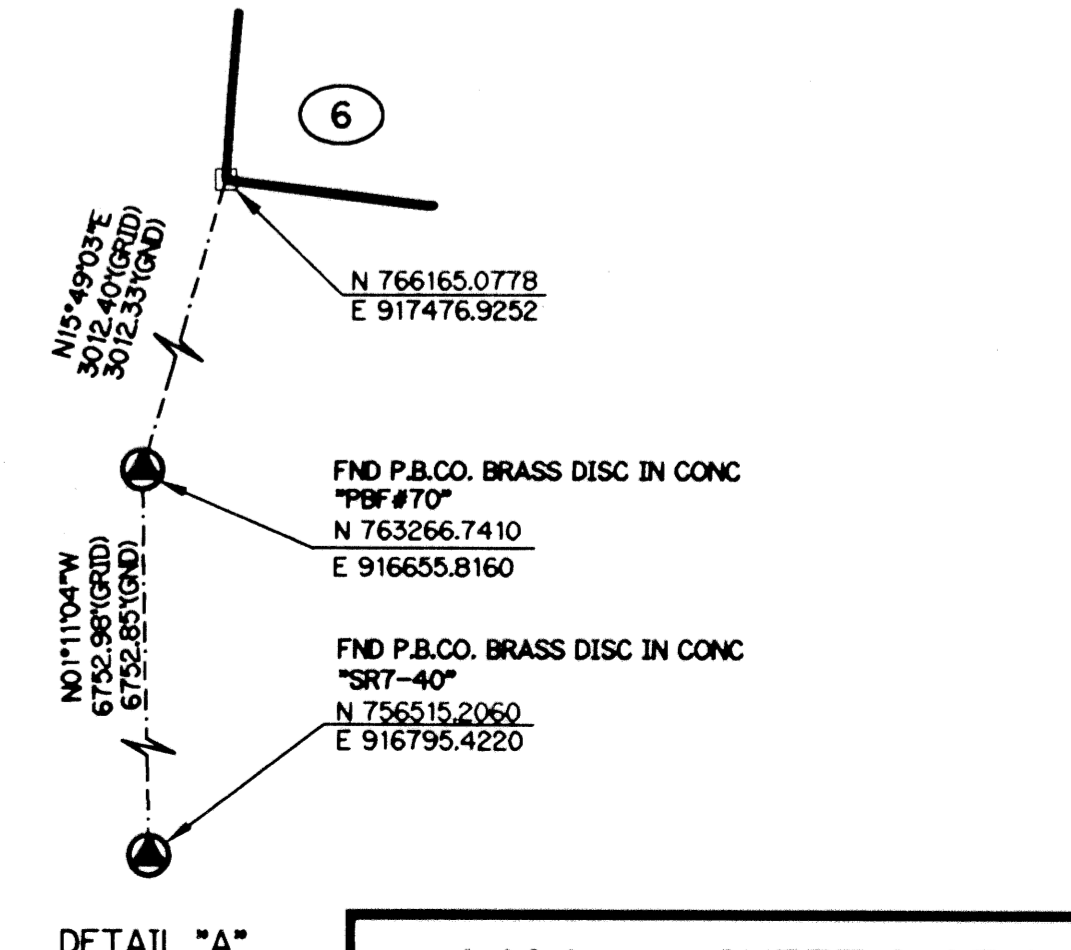 6
N15°49'03"E
3012.40'(GRID)
3012.33'(GND)
N 766165.0778
E 917476.9252
FND P.B.CO. BRASS DISC IN CONC
"PBF#70"
N 763266.7410
E 916655.8160
N01°11'04"W
6752.98'(GRID)
6752.85'(GND)
FND P.B.CO. BRASS DISC IN CONC
"SR7-40"
N 756515.2060
E 916795.4220
DETAIL "A"